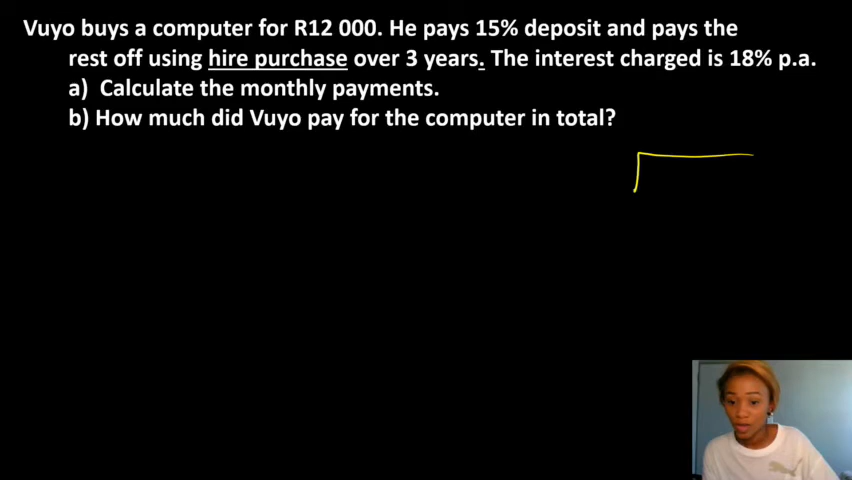 Vuyo buys a computer for R12 000. He pays 15% deposit and pays the
rest off using hire purchase over 3 years. The interest charged is 18% p.a.
a) Calculate the monthly payments.
b) How much did Vuyo pay for the computer in total?